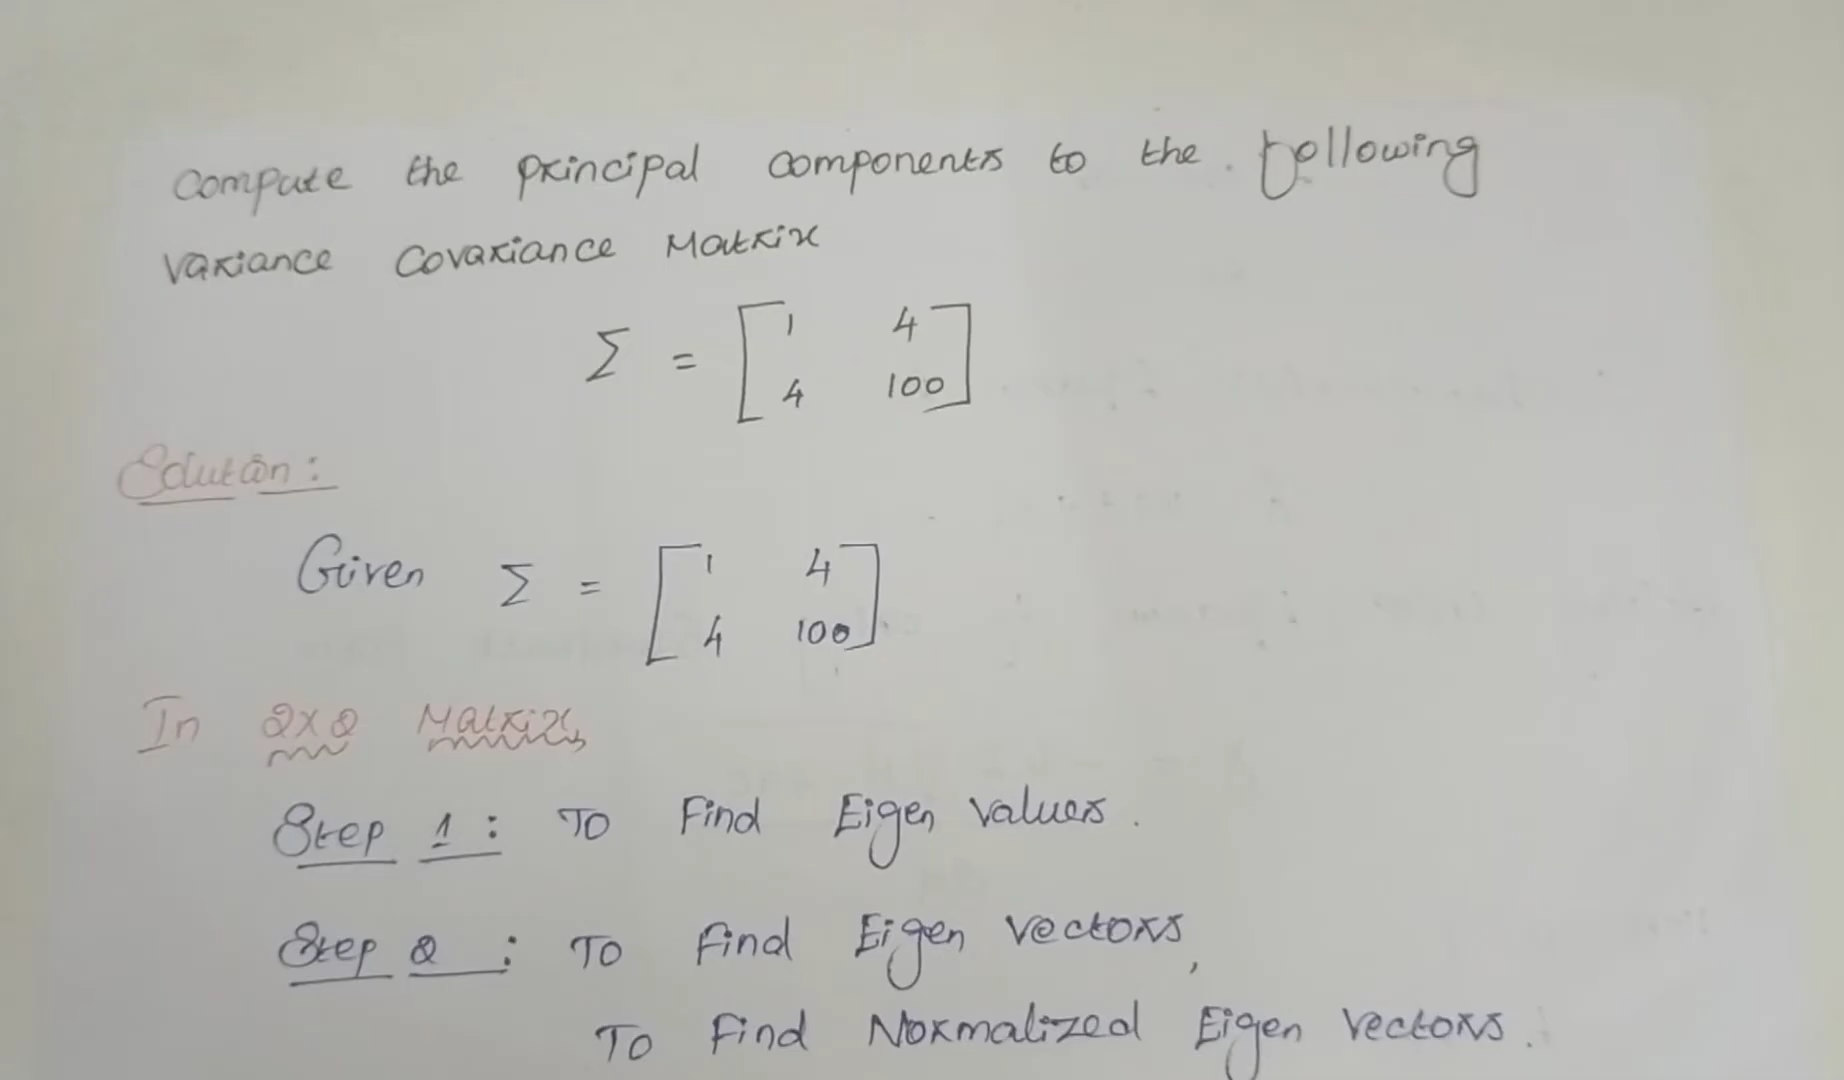 Compute the principal components to the following
Variance Covariance Matrix
Σ = [ 1 4
4 100 ]
Solution:
Given Σ = [ 1 4
4 100 ]
In 2x2 Matrix,
Step 1: To Find Eigen Values.
Step 2: To Find Eigen Vectors,
To Find Normalized Eigen Vectors.